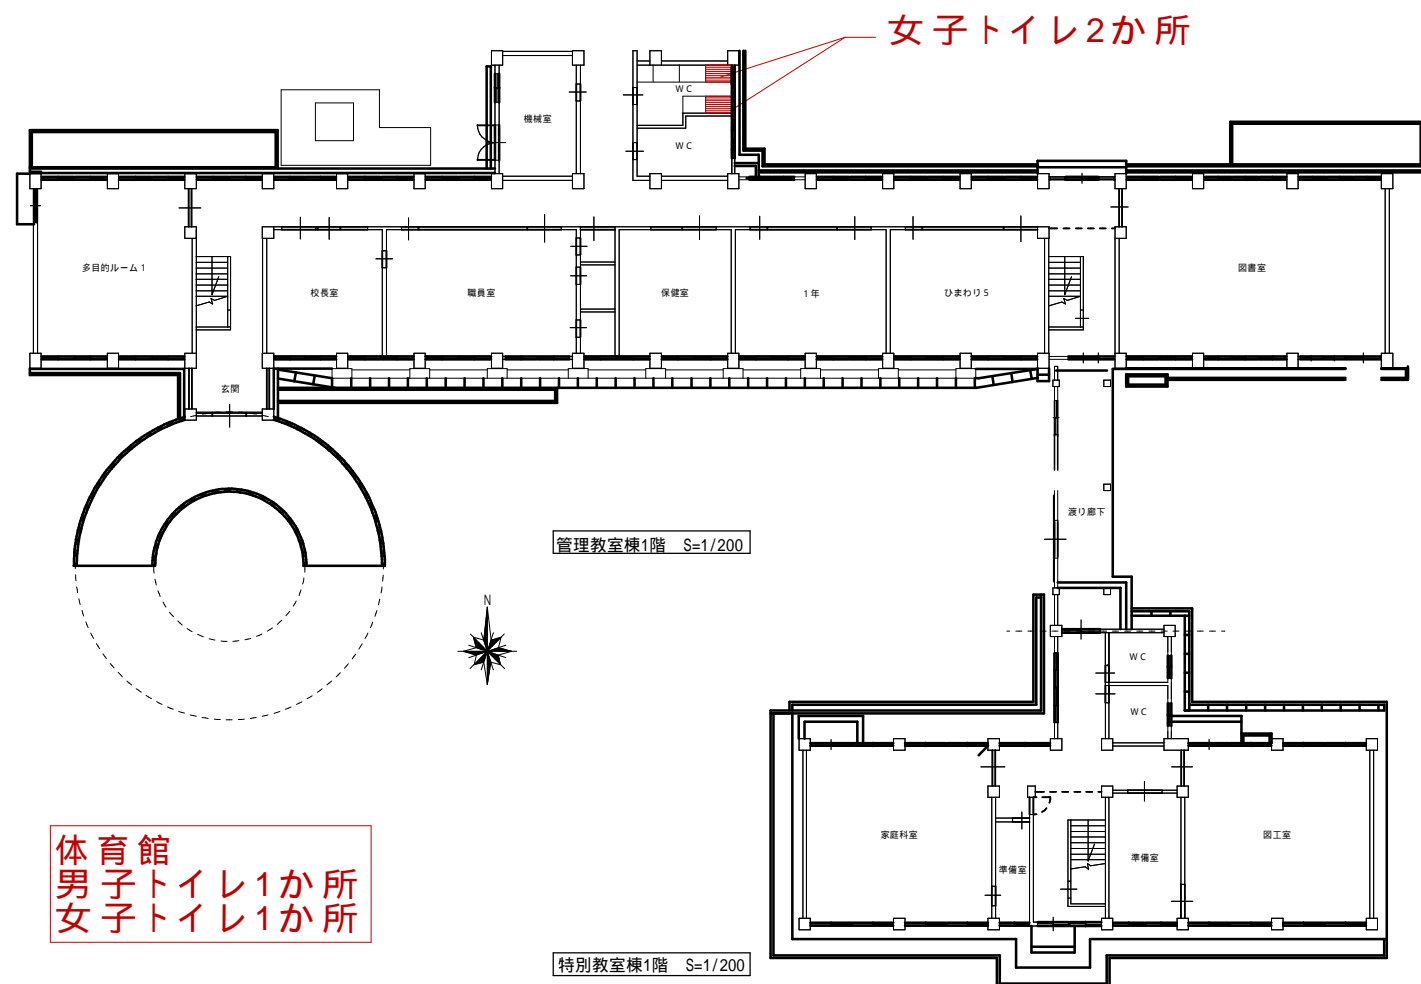 女子トイレ2か所
WC
機械室
WC
多目的ルーム1
図書室
校長室
職員室
保健室
1年
ひまわり5
玄関
渡り廊下
管理教室棟1階 S=1/200
N
WC
WC
体育館
男子トイレ1か所
女子トイレ1か所
家庭科室
図工室
準備室
準備室
特別教室棟1階 S=1/200